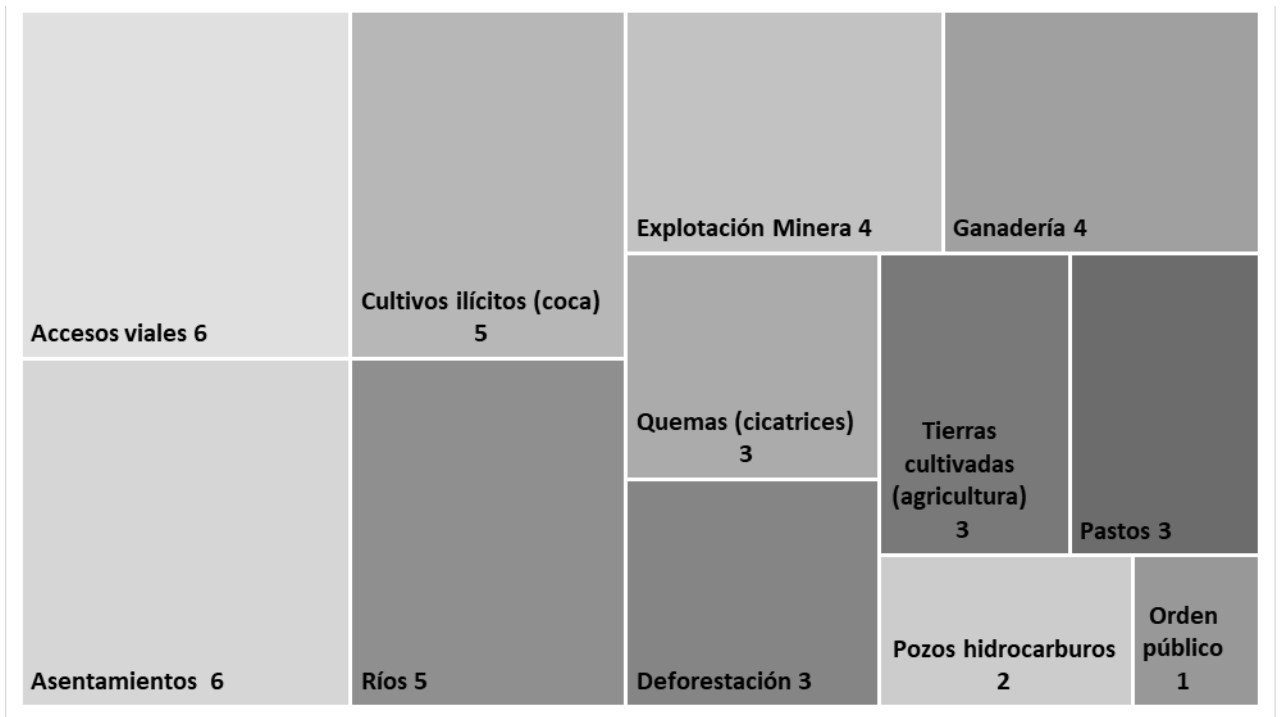 Accesos viales 6
Asentamientos 6
Cultivos ilícitos (coca)
5
Ríos 5
Explotación Minera 4
Ganadería 4
Quemas (cicatrices)
3
Deforestación 3
Tierras
cultivadas
(agricultura)
3
Pastos 3
Pozos hidrocarburos
2
Orden
público
1